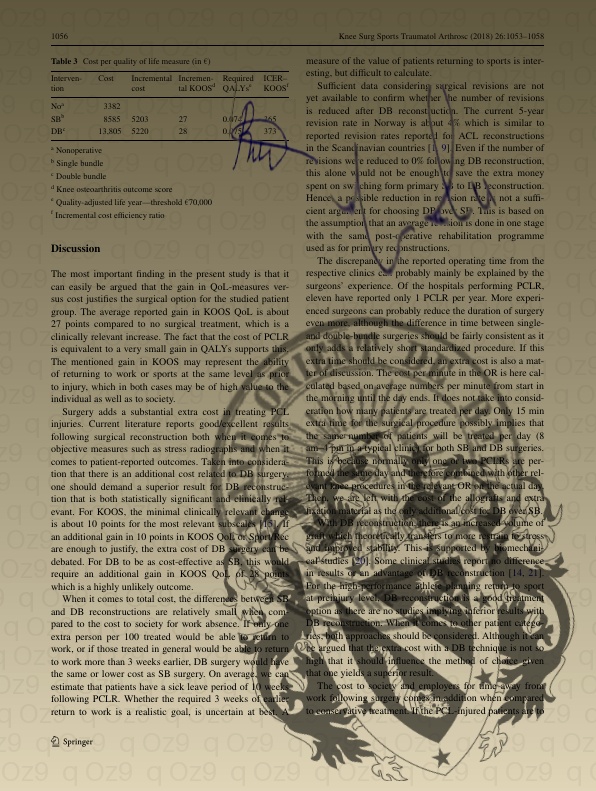 1056
Knee Surg Sports Traumatol Arthrosc (2018) 26:1053–1058
Table 3 Cost per quality of life measure (in €)
Interven- Cost Incremental Incremen- Required ICER–
tion cost tal KOOSd QALYse KOOSf
Noa 3382
SBb 8585 5203 27
DBc 13,805 5220 28 373
a Nonoperative
b Single bundle
c Double bundle
d Knee osteoarthritis outcome score
e Quality-adjusted life year—threshold €70,000
f Incremental cost efficiency ratio
Discussion
The most important finding in the present study is that it
can easily be argued that the gain in QoL-measures ver-
sus cost justifies the surgical option for the studied patient
group. The average reported gain in KOOS QoL is about
27 points compared to no surgical treatment, which is a
clinically relevant increase. The fact that the cost of PCLR
is equivalent to a very small gain in QALYs supports this.
The mentioned gain in KOOS may represent the ability
of returning to work or sports at the same level as prior
to injury, which in both cases may be of high value to the
individual as well as to society.
Surgery adds a substantial extra cost in treating PCL
injuries. Current literature reports good/excellent results
following surgical reconstruction both when it comes to
objective measures such as stress radiographs and when it
comes to patient-reported outcomes. Taken into considera-
tion that there is an additional cost related to DB surgery,
one should demand a superior result for DB reconstruc-
tion that is both statistically significant and clinically rel-
evant. For KOOS, the minimal clinically relevant change
is about 10 points for the most relevant subscales If
an additional gain in 10 points in KOOS QoL or Sport/Rec
are enough to justify, the extra cost of DB surgery can be
debated. For DB to be as cost-effective as SB, this would
require an additional gain in KOOS QoL of 28 points
which is a highly unlikely outcome.
When it comes to total cost, the difference between SB
and DB reconstructions are relatively small when com-
pared to the cost to society for work absence. If only one
extra person per 100 treated would be able to return to
work, or if those treated in general would be able to return
to work more than 3 weeks earlier, DB surgery would have
the same or lower cost as SB surgery. On average, we can
estimate that patients have a sick leave period of weeks
following PCLR. Whether the required 3 weeks of earlier
return to work is a realistic goal, is uncertain at best. A
measure of the value of patients returning to sports is inter-
esting, but difficult to calculate.
Sufficient data considering surgical revisions are not
yet available to confirm whether the number of revisions
is reduced after DB reconstruction. The current 5-year
revision rate in Norway is about 4% which is similar to
reported revision rates reported for ACL reconstructions
in the Scandinavian countries [1, 9]. Even if the number of
revisions were reduced to 0% following DB reconstruction,
this alone would not be enough to save the extra money
spent on switching form primary SB to DB reconstruction.
Hence, a possible reduction in revision rate is not a suffi-
cient argument for choosing DB over SB. This is based on
the assumption that an average revision is done in one stage
with the same post-operative rehabilitation programme
used as for primary reconstructions.
The discrepancy in the reported operating time from the
respective clinics can probably mainly be explained by the
surgeons' experience. Of the hospitals performing PCLR,
eleven have reported only 1 PCLR per year. More experi-
enced surgeons can probably reduce the duration of surgery
even more, although the difference in time between single-
and double-bundle surgeries should be fairly consistent as it
only adds a relatively short standardized procedure. If this
extra time should be considered an extra cost is also a mat-
ter of discussion. The cost per minute in the OR is here cal-
culated based on average numbers per minute from start in
the morning until the day ends. It does not take into consid-
eration how many patients are treated per day. Only 15 min
extra time for the surgical procedure possibly implies that
the same number of patients will be treated per day (8
am–4 pm in a typical clinic for both SB and DB surgeries.
This is because normally only one or two PCLRs are per-
formed the actual day and therefore combined with other rel-
evant knee procedures in the relevant OR on the actual day.
Then we are left with the cost of the allografts and extra
fixation material as the only additional cost for DB over SB.
With DB reconstruction, there is an increased volume of
graft which theoretically transfers to more restraint to stress
and improved stability. This is supported by biomechani-
cal studies [20]. Some clinical studies report no difference
in results or an advantage on DB reconstruction [14, 21].
For the high-performance athlete planning return to sport
at preinjury level, DB reconstruction is a good treatment
option as there are no studies implying inferior results with
DB reconstruction. When it comes to other patient catego-
ries, both approaches should be considered. Although it can
be argued that the extra cost with a DB technique is not so
high that it should influence the method of choice given
that one yields a superior result.
The cost to society and employers for time away from
work following surgery comes in addition when compared
to conservative treatment. If the PCL-injured patients are to
Springer